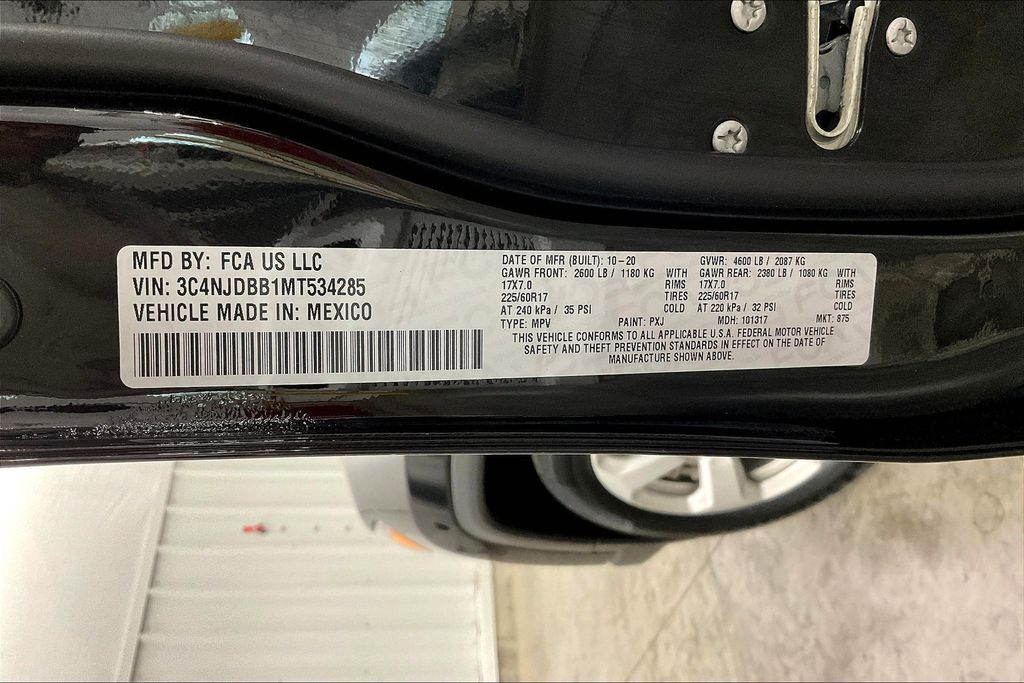 MFD BY: FCA US LLC
VIN: 3C4NJDBB1MT534285
VEHICLE MADE IN: MEXICO
DATE OF MFR (BUILT): 10-20 GVWR: 4600 LB / 2087 KG
GAWR FRONT: 2600 LB / 1180 KG WITH GAWR REAR: 2380 LB / 1080 KG WITH
17X7.0 RIMS 17X7.0 RIMS
225/60R17 TIRES 225/60R17 TIRES
AT 240 kPa / 35 PSI COLD AT 220 kPa / 32 PSI COLD
TYPE: MPV PAINT: PXJ MDH: 101317 MKT: 875
THIS VEHICLE CONFORMS TO ALL APPLICABLE U.S.A. FEDERAL MOTOR VEHICLE
SAFETY AND THEFT PREVENTION STANDARDS IN EFFECT ON THE DATE OF
MANUFACTURE SHOWN ABOVE.